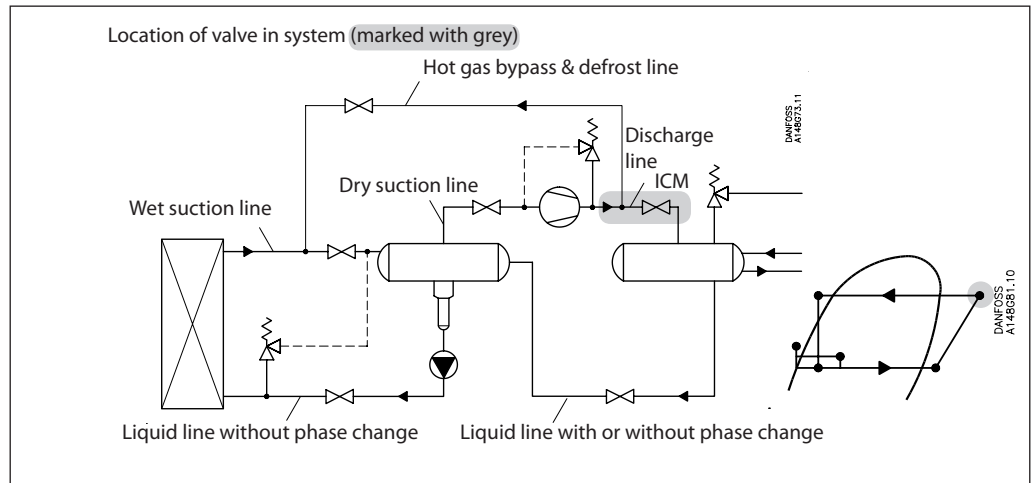 Location of valve in system (marked with grey)
Hot gas bypass & defrost line
DANFOSS
A148G73.11
Discharge
line
ICM
Dry suction line
Wet suction line
DANFOSS
A148G81.10
Liquid line without phase change
Liquid line with or without phase change